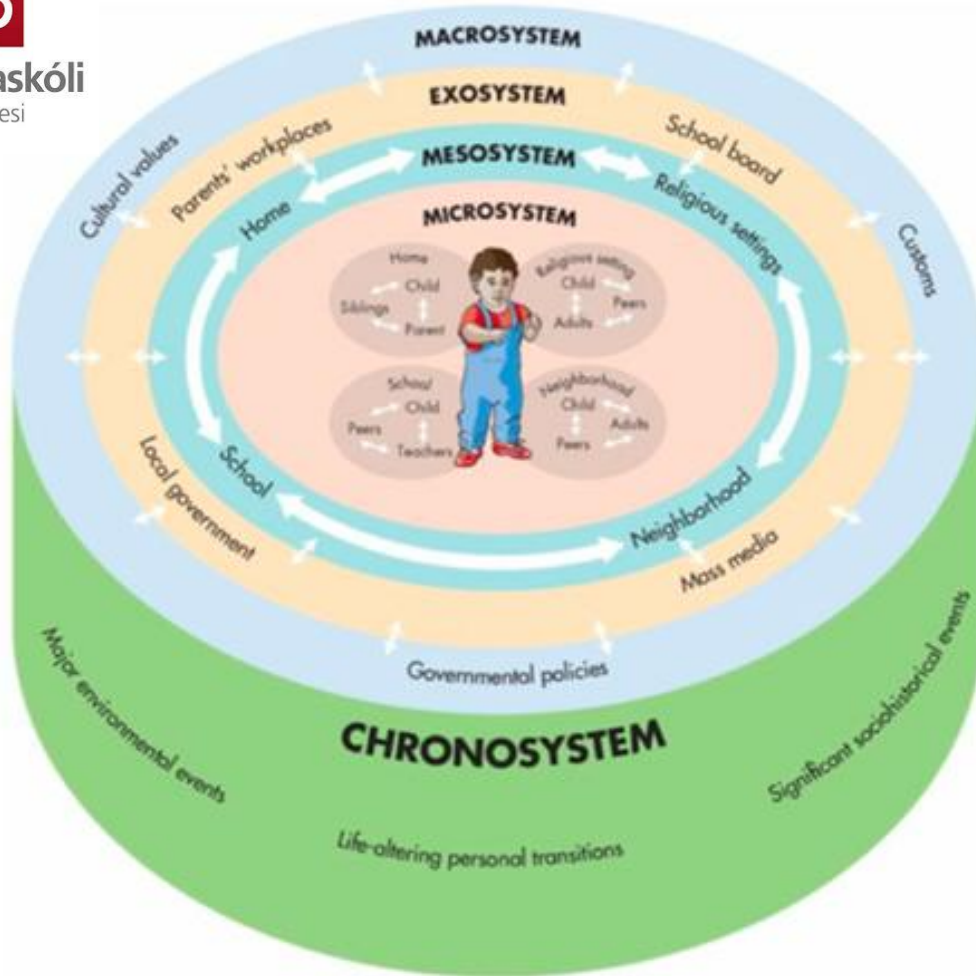 askóli
esi
MACROSYSTEM
EXOSYSTEM
MESOSYSTEM
MICROSYSTEM
Cultural values
Parents' workplaces
School board
Customs
Home
Religious settings
Home
Child
Siblings
Parent
Religious setting
Child
Peers
Adults
School
Child
Peers
Teachers
Neighborhood
Child
Adults
Peers
School
Neighborhood
Local government
Mass media
Governmental policies
CHRONOSYSTEM
Major environmental events
Life-altering personal transitions
Significant sociohistorical events